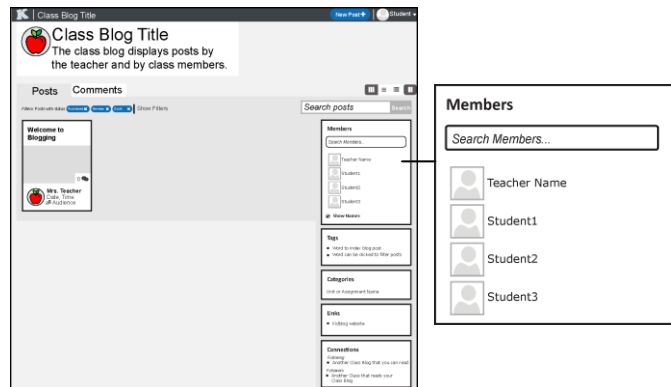 Class Blog Title
New Post+
Student
Class Blog Title
The class blog displays posts by
the teacher and by class members.
Posts
Comments
Show Filters
Search posts
Search
Welcome to
Blogging
0
Mrs. Teacher
Date, Time
Audience
Members
Search Members...
Teacher Name
Student1
Student2
Student3
Show Names
Tags
Word to index blog post
Word can be clicked to filter posts
Categories
Unit or Assignment Name
Links
Kidblog website
Connections
Following
Another Class Blog that you can read
Followers
Another Class that reads your
Class Blog
Members
Search Members...
Teacher Name
Student1
Student2
Student3